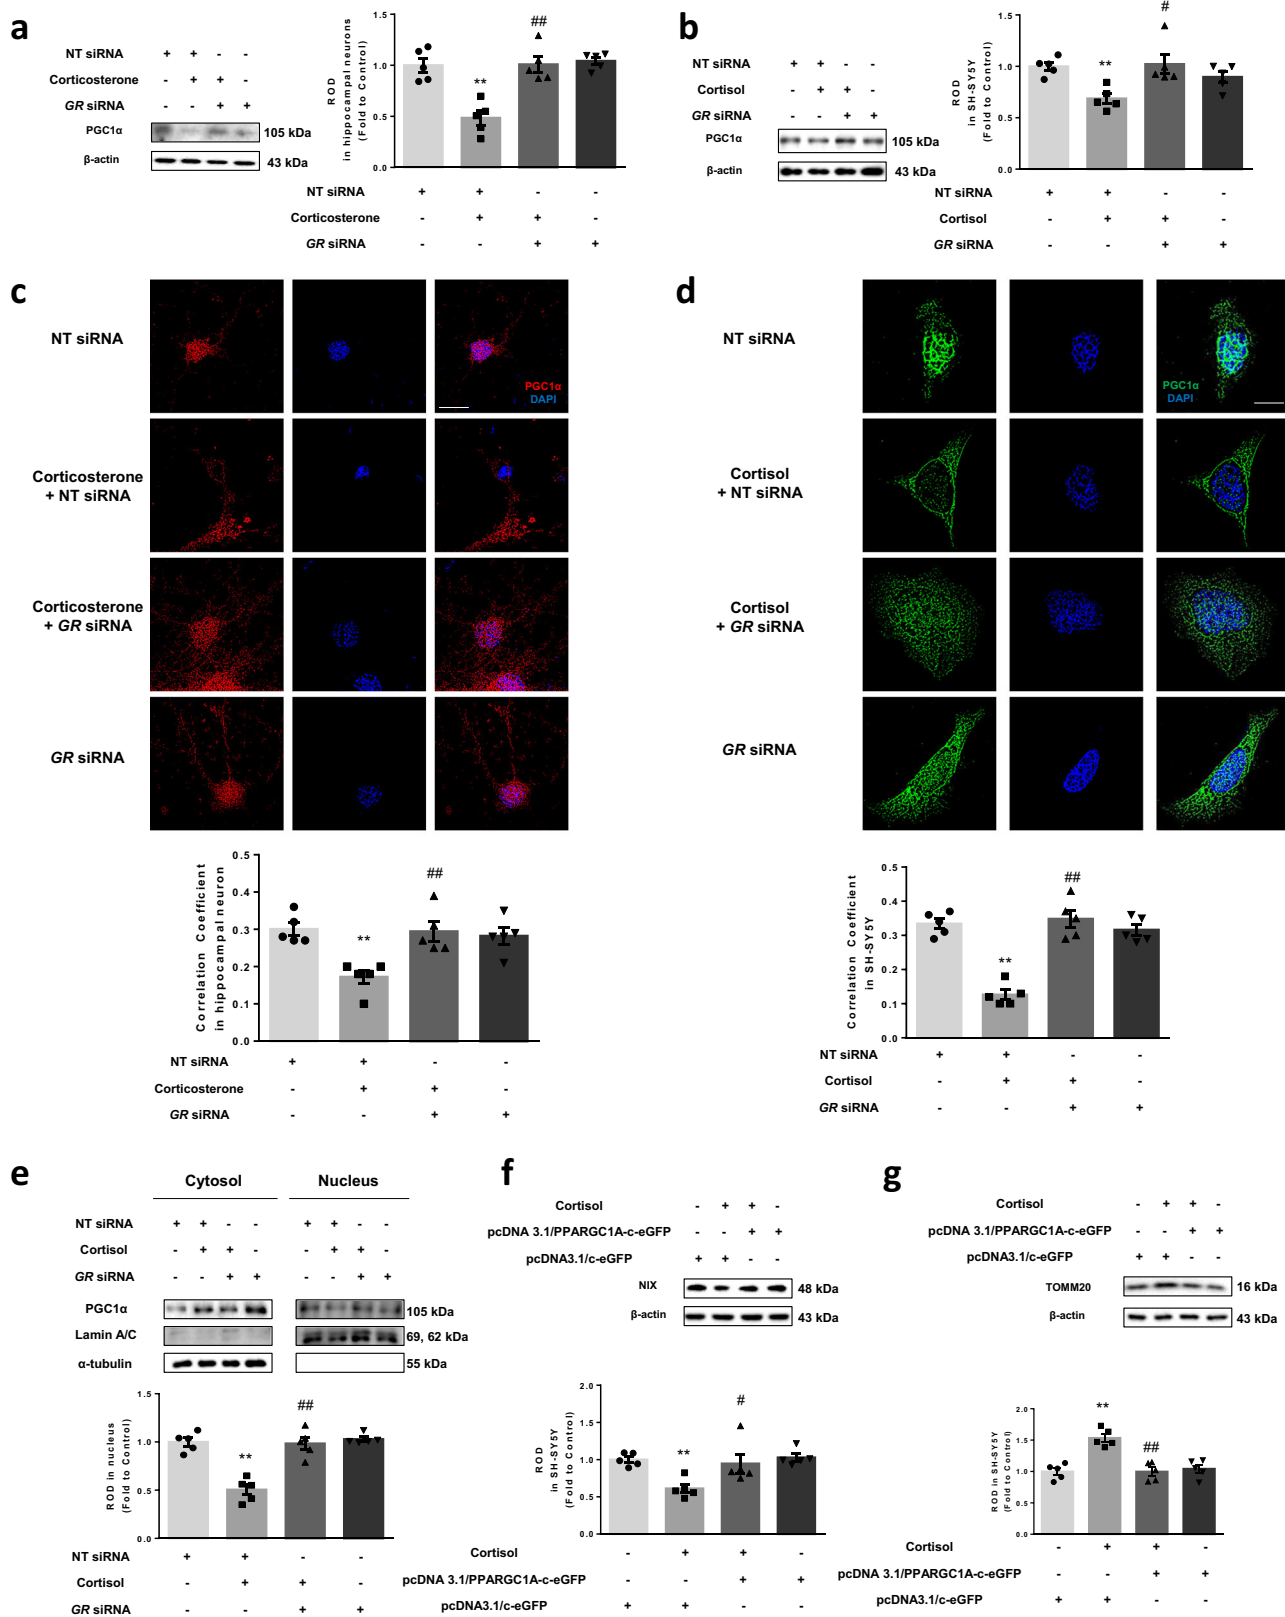 a
NT siRNA + + - -
Corticosterone - + + -
GR siRNA - - + +
PGC1α 105 kDa
β-actin 43 kDa
ROD
in hippocampal neurons
(Fold to Control)
1.5
1.0
0.5
0.0
**
##
NT siRNA + + - -
Corticosterone - + + -
GR siRNA - - + +
b
NT siRNA + + - -
Cortisol - + + -
GR siRNA - - + +
PGC1α 105 kDa
β-actin 43 kDa
ROD
in SH-SY5Y
(Fold to Control)
1.5
1.0
0.5
0.0
**
#
NT siRNA + + - -
Cortisol - + + -
GR siRNA - - + +
c
NT siRNA
PGC1α
DAPI
Corticosterone
+ NT siRNA
Corticosterone
+ GR siRNA
GR siRNA
Correlation Coefficient
in hippocampal neuron
0.5
0.4
0.3
0.2
0.1
0.0
**
##
NT siRNA + + - -
Corticosterone - + + -
GR siRNA - - + +
d
NT siRNA
PGC1α
DAPI
Cortisol
+ NT siRNA
Cortisol
+ GR siRNA
GR siRNA
Correlation Coefficient
in SH-SY5Y
0.5
0.4
0.3
0.2
0.1
0.0
**
##
NT siRNA + + - -
Cortisol - + + -
GR siRNA - - + +
e
Cytosol Nucleus
NT siRNA + + - - + + - -
Cortisol - + + - - + + -
GR siRNA - - + + - - + +
PGC1α 105 kDa
Lamin A/C 69, 62 kDa
α-tubulin 55 kDa
ROD in nucleus
(Fold to Control)
1.5
1.0
0.5
0.0
**
##
NT siRNA + + - -
Cortisol - + + -
GR siRNA - - + +
f
Cortisol - + + -
pcDNA 3.1/PPARGC1A-c-eGFP - - + +
pcDNA3.1/c-eGFP + + - -
NIX 48 kDa
β-actin 43 kDa
ROD
in SH-SY5Y
(Fold to Control)
2.0
1.5
1.0
0.5
0.0
**
#
Cortisol - + + -
pcDNA 3.1/PPARGC1A-c-eGFP - - + +
pcDNA3.1/c-eGFP + + - -
g
Cortisol - + + -
pcDNA 3.1/PPARGC1A-c-eGFP - - + +
pcDNA3.1/c-eGFP + + - -
TOMM20 16 kDa
β-actin 43 kDa
ROD in SH-SY5Y
(Fold to Control)
2.0
1.5
1.0
0.5
0.0
**
##
Cortisol - + + -
pcDNA 3.1/PPARGC1A-c-eGFP - - + +
pcDNA3.1/c-eGFP + + - -